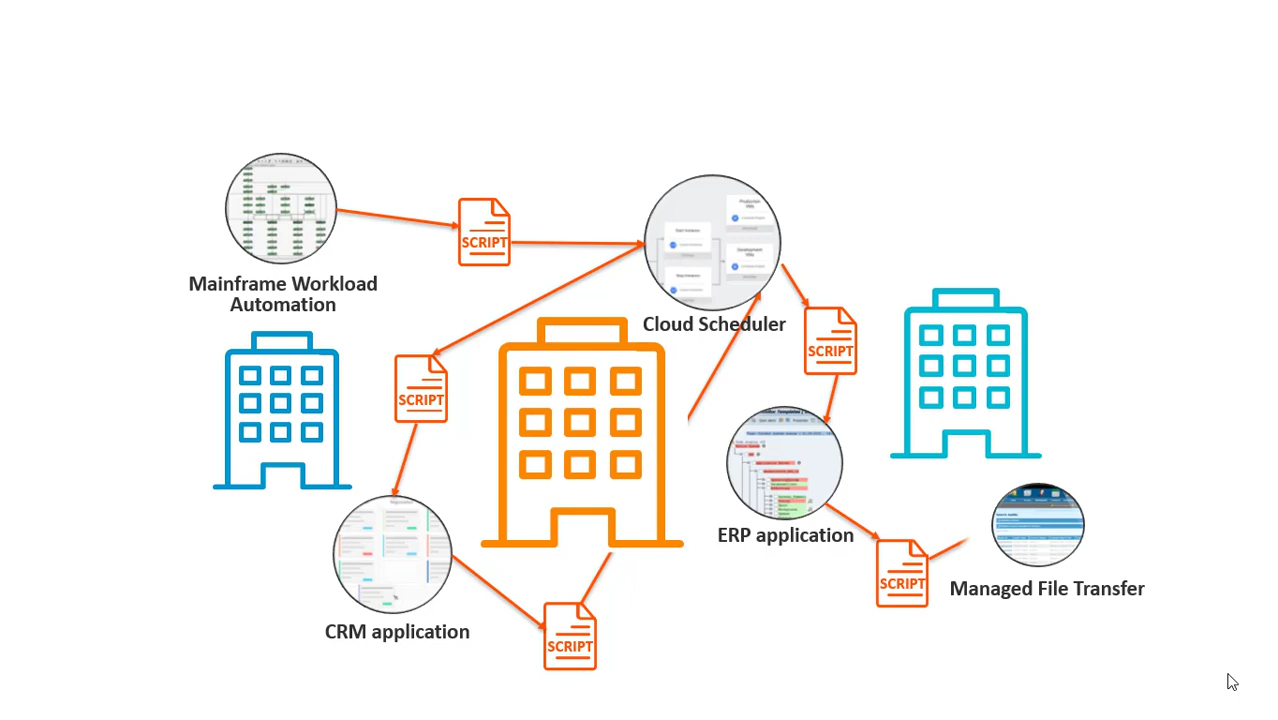 SCRIPT
Mainframe Workload
Automation
Cloud Scheduler
SCRIPT
SCRIPT
ERP application
SCRIPT
Managed File Transfer
CRM application
SCRIPT